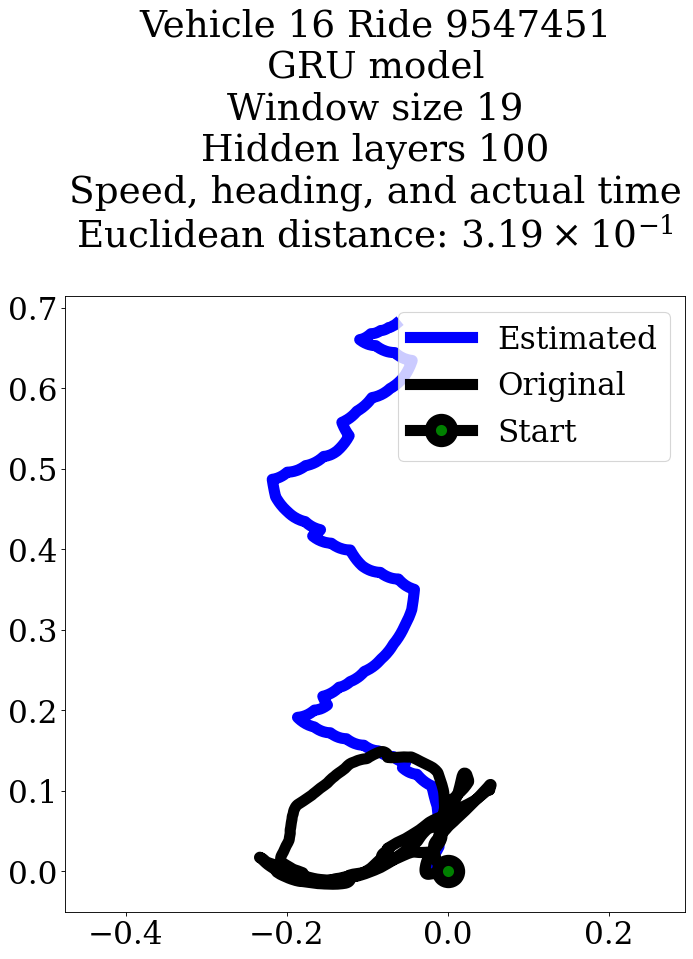 Vehicle 16 Ride 9547451
GRU model
Window size 19
Hidden layers 100
Speed, heading, and actual time
Euclidean distance: 3.19 × 10⁻¹
0.7
0.6
0.5
0.4
0.3
0.2
0.1
0.0
Estimated
Original
Start
−0.4
−0.2
0.0
0.2